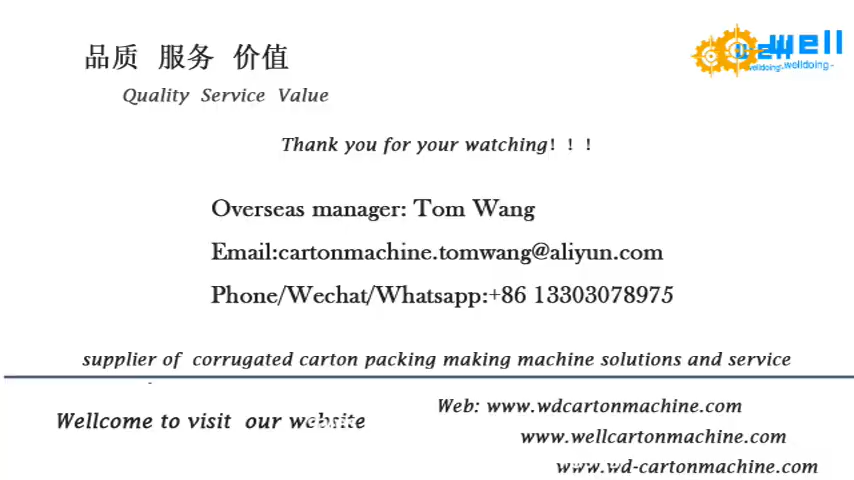 品质 服务 价值
Quality Service Value
well
welldoing
Thank you for your watching！！！
Overseas manager: Tom Wang
Email:cartonmachine.tomwang@aliyun.com
Phone/Wechat/Whatsapp:+86 13303078975
supplier of corrugated carton packing making machine solutions and service
Wellcome to visit our website
Web: www.wdcartonmachine.com
www.wellcartonmachine.com
www.wd-cartonmachine.com